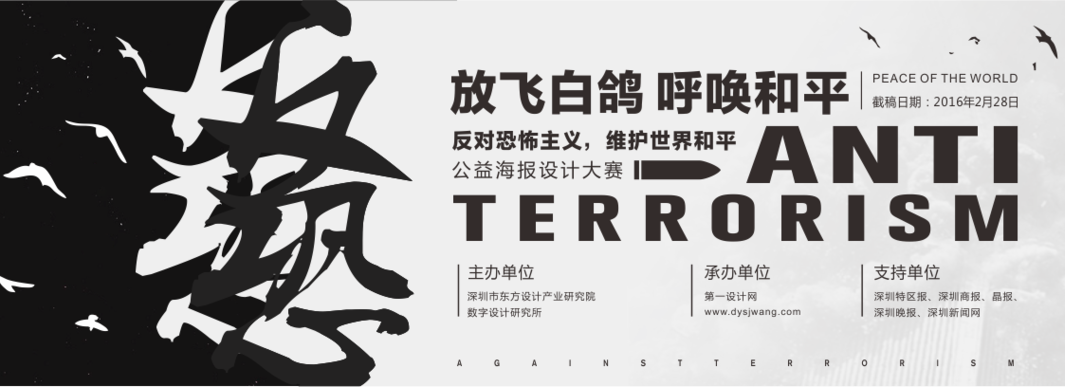 放飞白鸽 呼唤和平
PEACE OF THE WORLD
截稿日期：2016年2月28日
反对恐怖主义，维护世界和平
公益海报设计大赛
ANTI
TERRORISM
主办单位
深圳市东方设计产业研究院
数字设计研究所
承办单位
第一设计网
www.dysjwang.com
支持单位
深圳特区报、深圳商报、晶报、
深圳晚报、深圳新闻网
AGAINSTTERRORISM